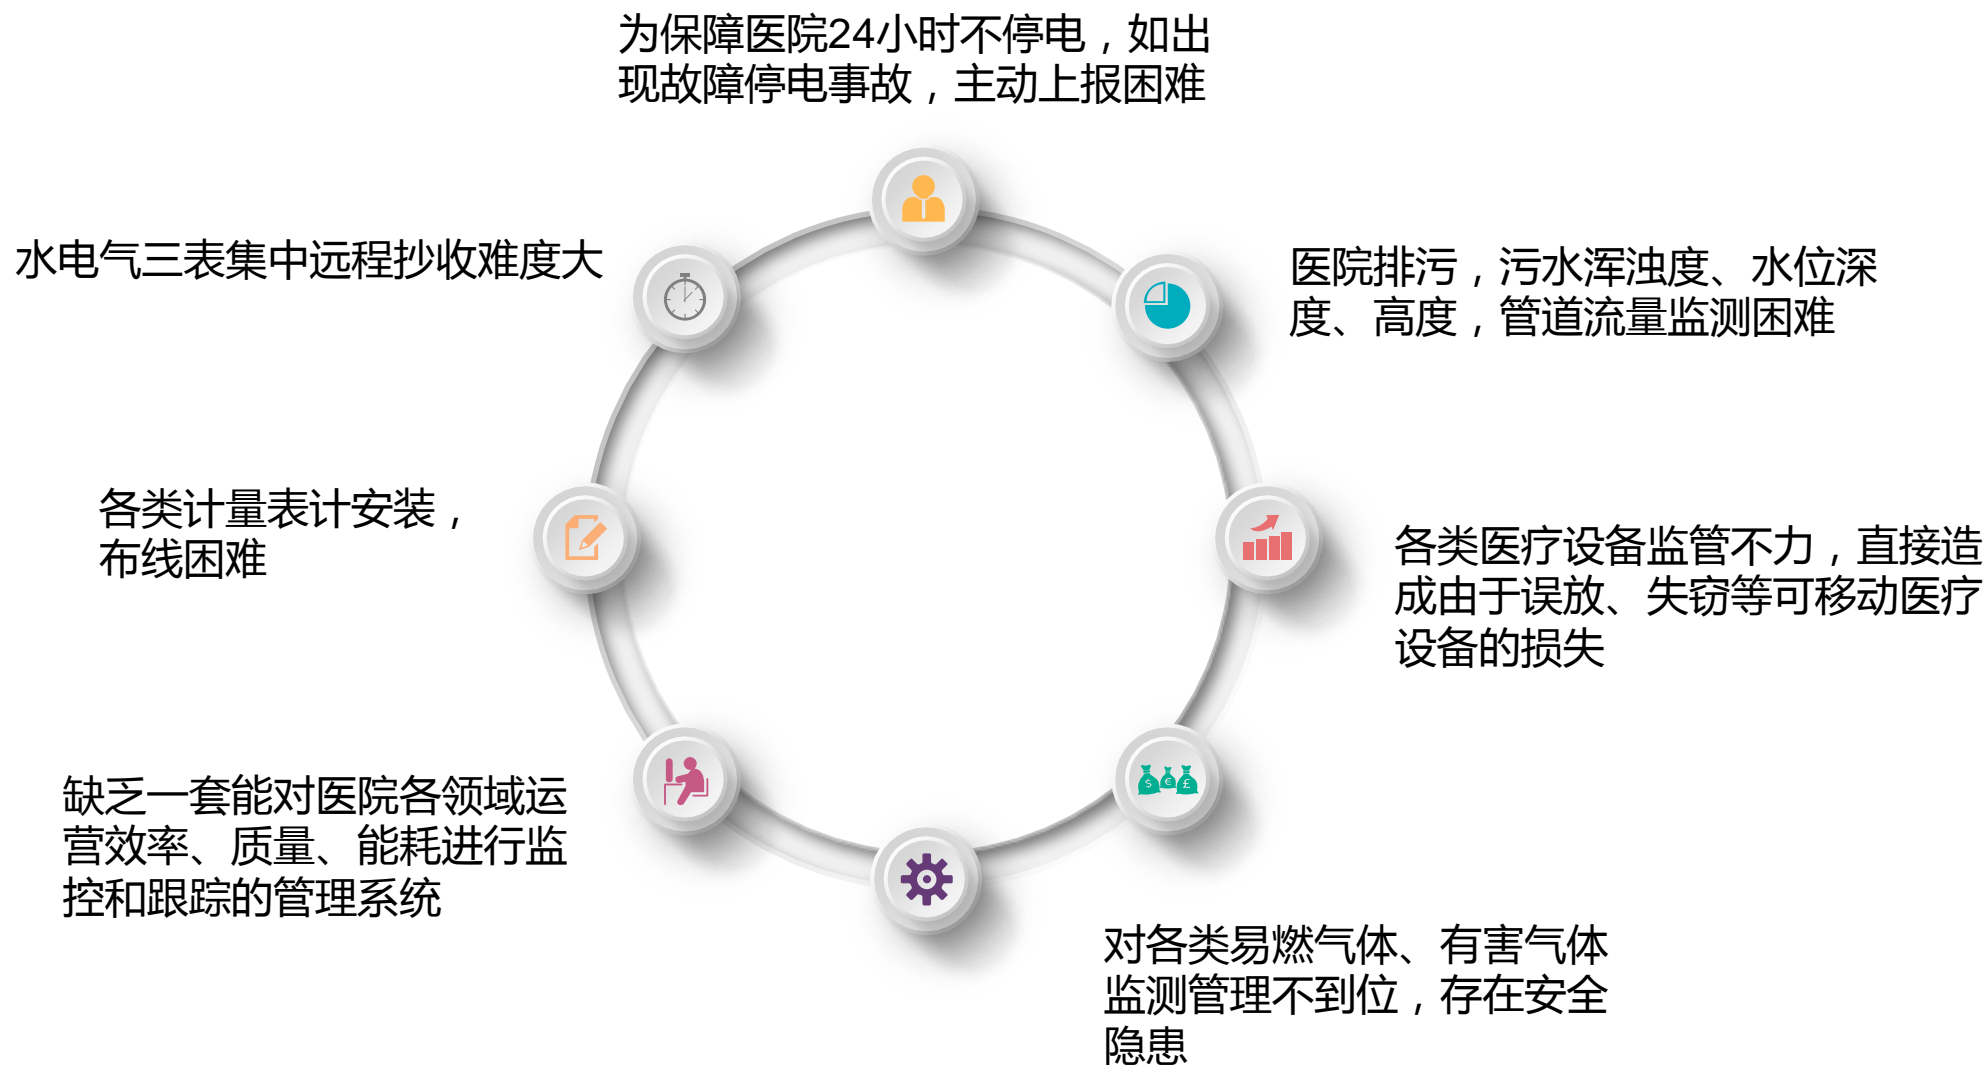 为保障医院24小时不停电，如出
现故障停电事故，主动上报困难
水电气三表集中远程抄收难度大
医院排污，污水浑浊度、水位深
度、高度，管道流量监测困难
各类计量表计安装，
布线困难
各类医疗设备监管不力，直接造
成由于误放、失窃等可移动医疗
设备的损失
缺乏一套能对医院各领域运
营效率、质量、能耗进行监
控和跟踪的管理系统
对各类易燃气体、有害气体
监测管理不到位，存在安全
隐患